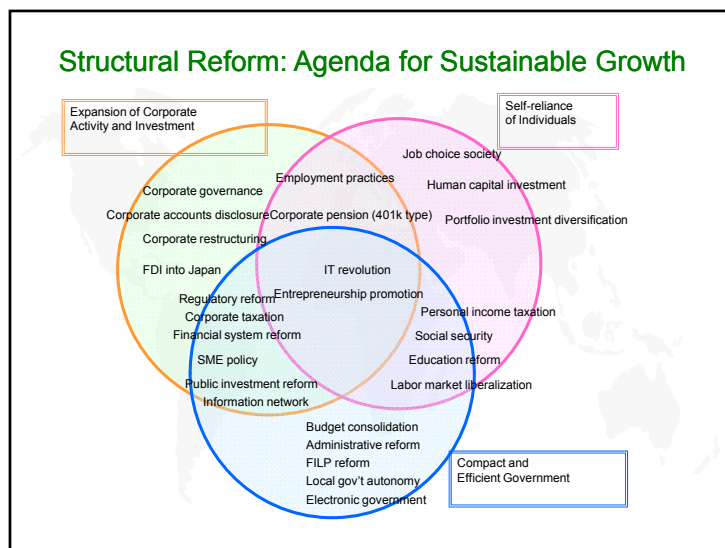 Structural Reform: Agenda for Sustainable Growth
Expansion of Corporate
Activity and Investment
Self-reliance
of Individuals
Job choice society
Employment practices
Human capital investment
Corporate governance
Corporate accounts disclosure
Corporate pension (401k type)
Portfolio investment diversification
Corporate restructuring
FDI into Japan
IT revolution
Regulatory reform
Entrepreneurship promotion
Corporate taxation
Personal income taxation
Financial system reform
Social security
SME policy
Education reform
Public investment reform
Labor market liberalization
Information network
Budget consolidation
Administrative reform
FILP reform
Local gov't autonomy
Electronic government
Compact and
Efficient Government